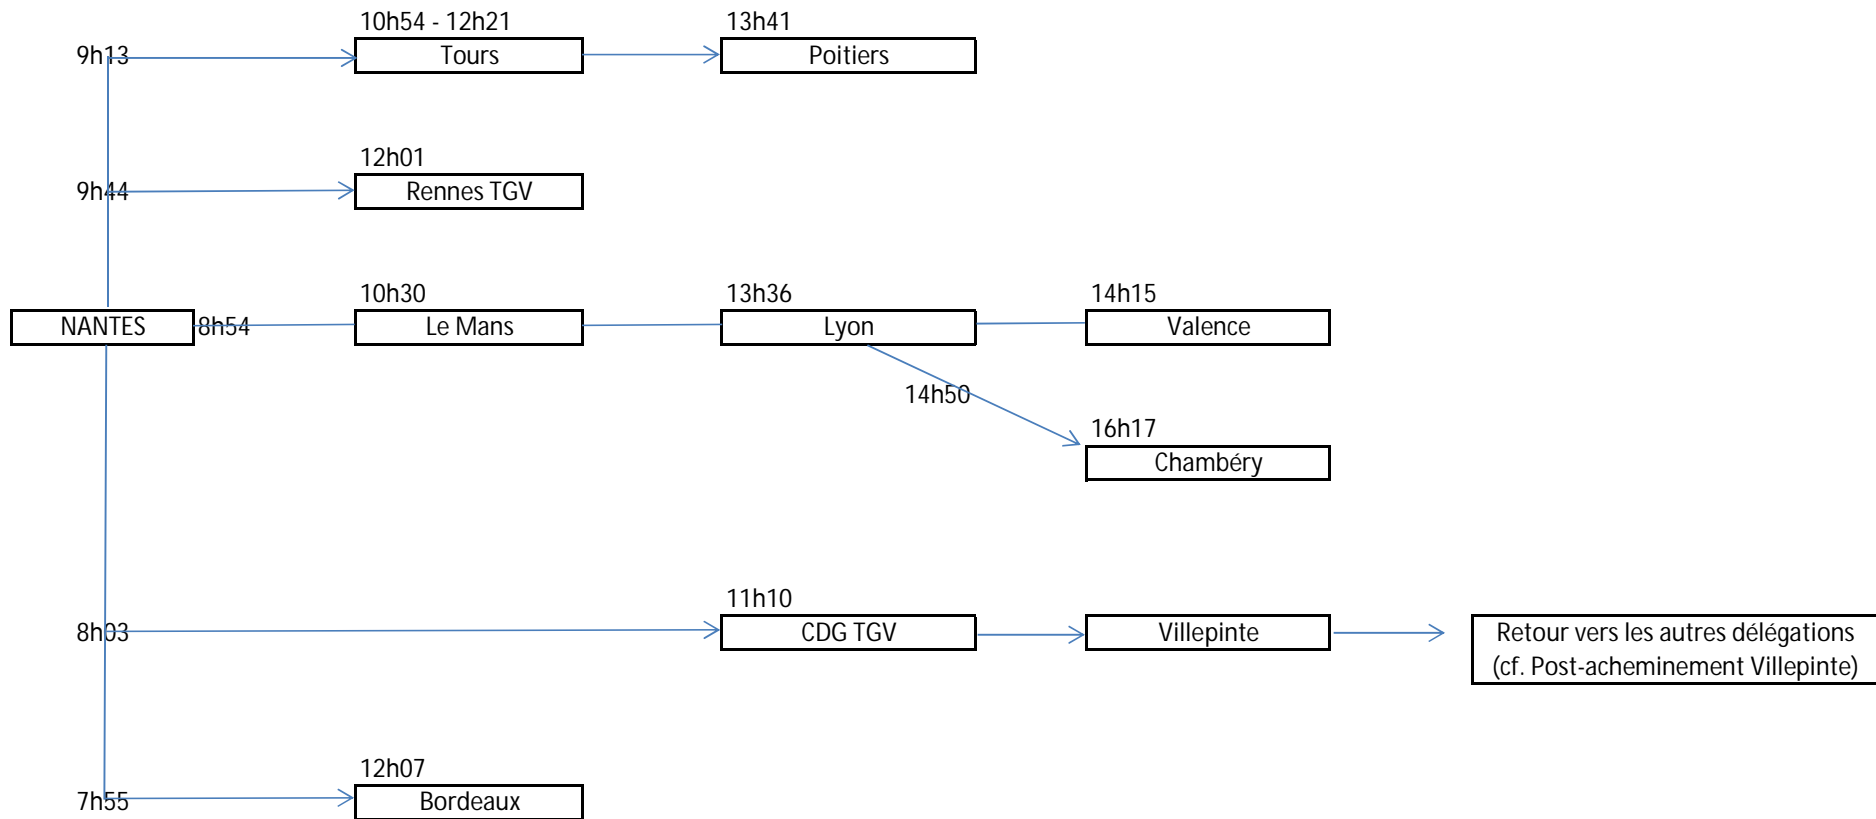 10h54 - 12h21
13h41
9h13
Tours
Poitiers
12h01
9h44
Rennes TGV
10h30
13h36
14h15
NANTES
8h54
Le Mans
Lyon
Valence
14h50
16h17
Chambéry
11h10
8h03
CDG TGV
Villepinte
Retour vers les autres délégations
(cf. Post-acheminement Villepinte)
12h07
7h55
Bordeaux